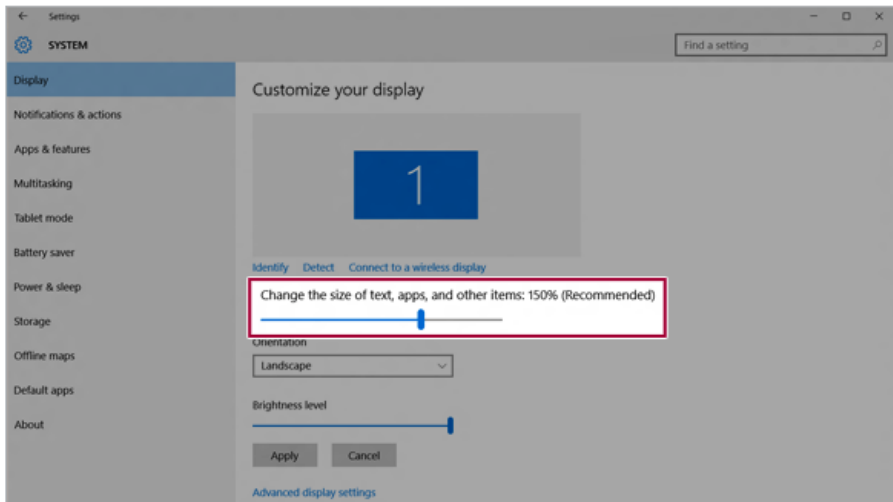 Settings
SYSTEM
Find a setting
Display
Notifications & actions
Apps & features
Multitasking
Tablet mode
Battery saver
Power & sleep
Storage
Offline maps
Default apps
About
Customize your display
1
Identify Detect Connect to a wireless display
Change the size of text, apps, and other items: 150% (Recommended)
Orientation
Landscape
Brightness level
Apply Cancel
Advanced display settings